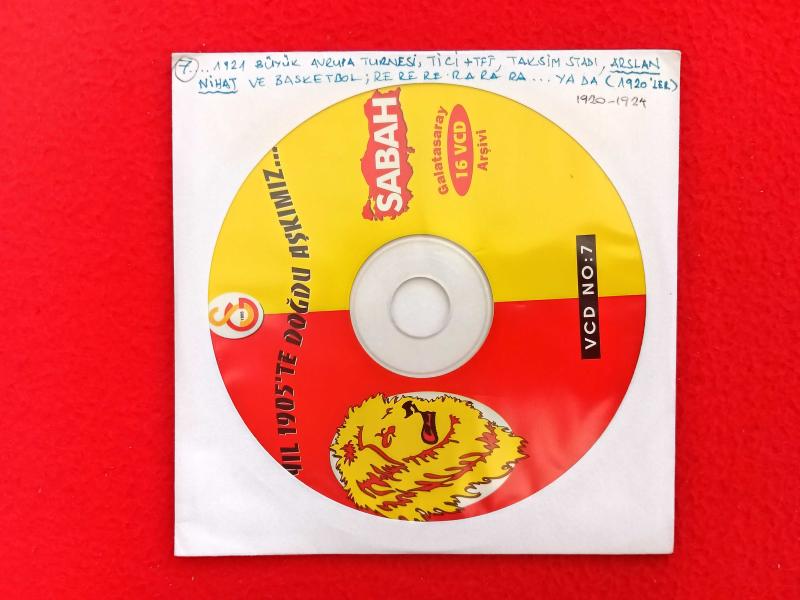 7... 1921 BÜYÜK AVRUPA TURNESİ, TİCİ + TFF, TAKSİM STADI, ARSLAN
NİHAT VE BASKETBOL; RE RE RE - RA RA RA ... YA DA (1920'LER)
1920-1924
SABAH
Galatasaray
16 VCD
Arşivi
YIL 1905'TE DOĞDU AŞKIMIZ...
VCD NO:7